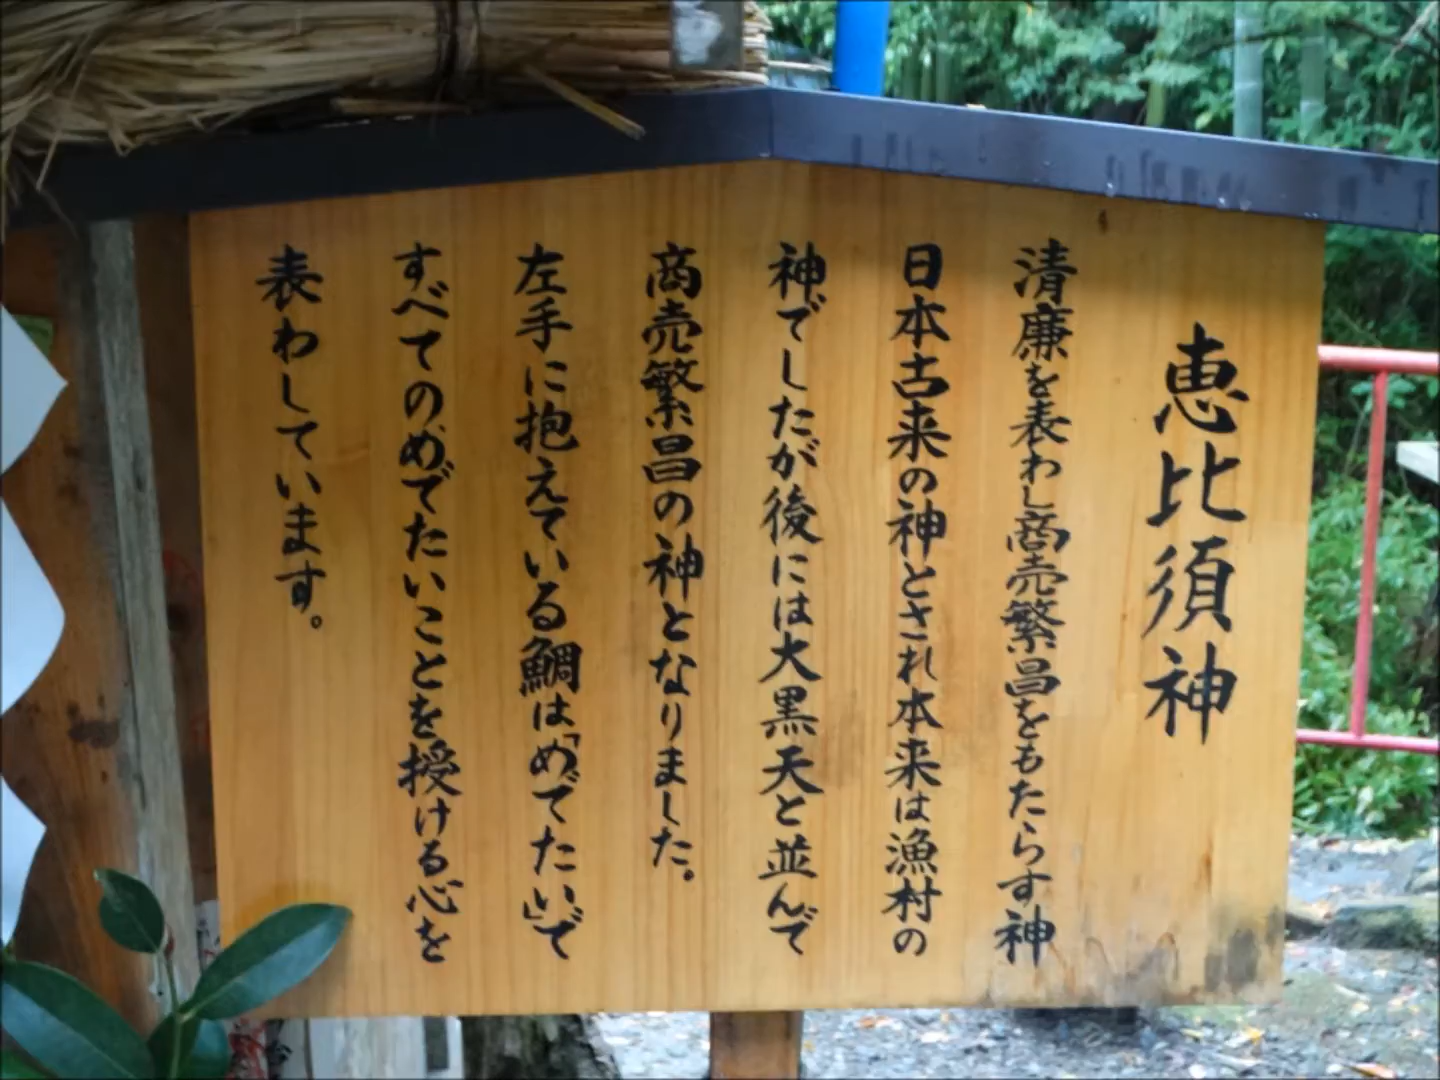 恵比須神
清廉を表わし商売繁昌をもたらす神
日本古来の神とされ本来は漁村の
神でしたが後には大黒天と並んで
商売繁昌の神となりました。
左手に抱えている鯛は「めでたい」で
すべてのめでたいことを授ける心を
表わしています。